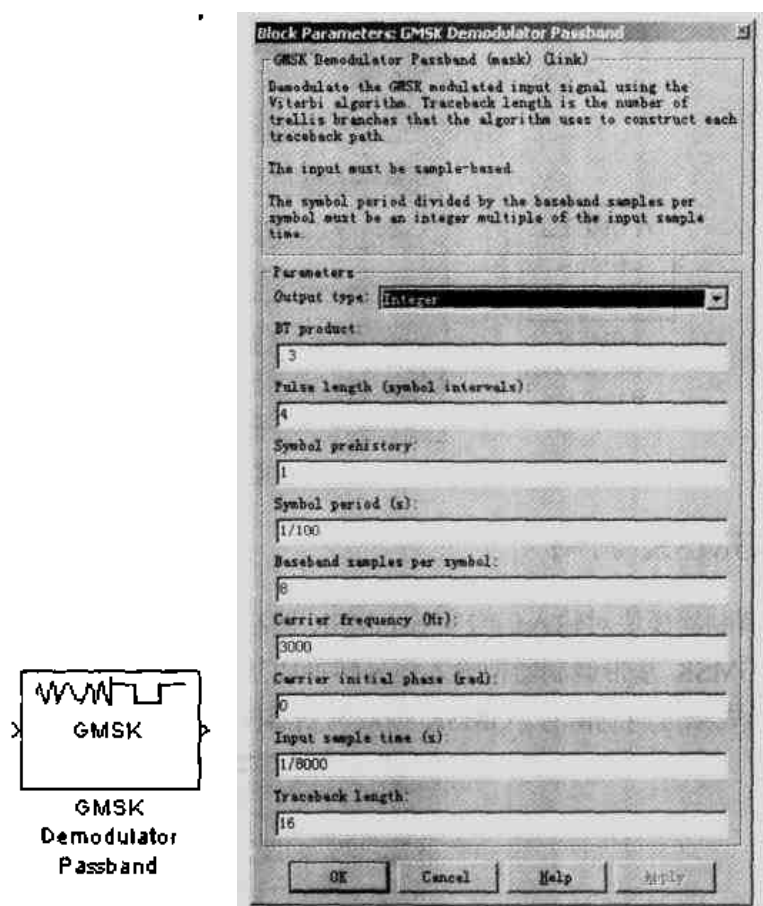 Block Parameters: GMSK Demodulator Passband
GMSK Demodulator Passband (mask) (link)
Demodulate the GMSK modulated input signal using the
Viterbi algorithm. Traceback length is the number of
trellis branches that the algorithm uses to construct each
traceback path.
The input must be sample-based.
The symbol period divided by the baseband samples per
symbol must be an integer multiple of the input sample
time.
Parameters
Output type: Integer
BT product:
3
Pulse length (symbol intervals):
4
Symbol prehistory:
1
Symbol period (s):
1/100
Baseband samples per symbol:
8
Carrier frequency (Hz):
3000
Carrier initial phase (rad):
0
Input sample time (s):
1/8000
Traceback length:
16
OK Cancel Help Apply
GMSK
GMSK
Demodulator
Passband